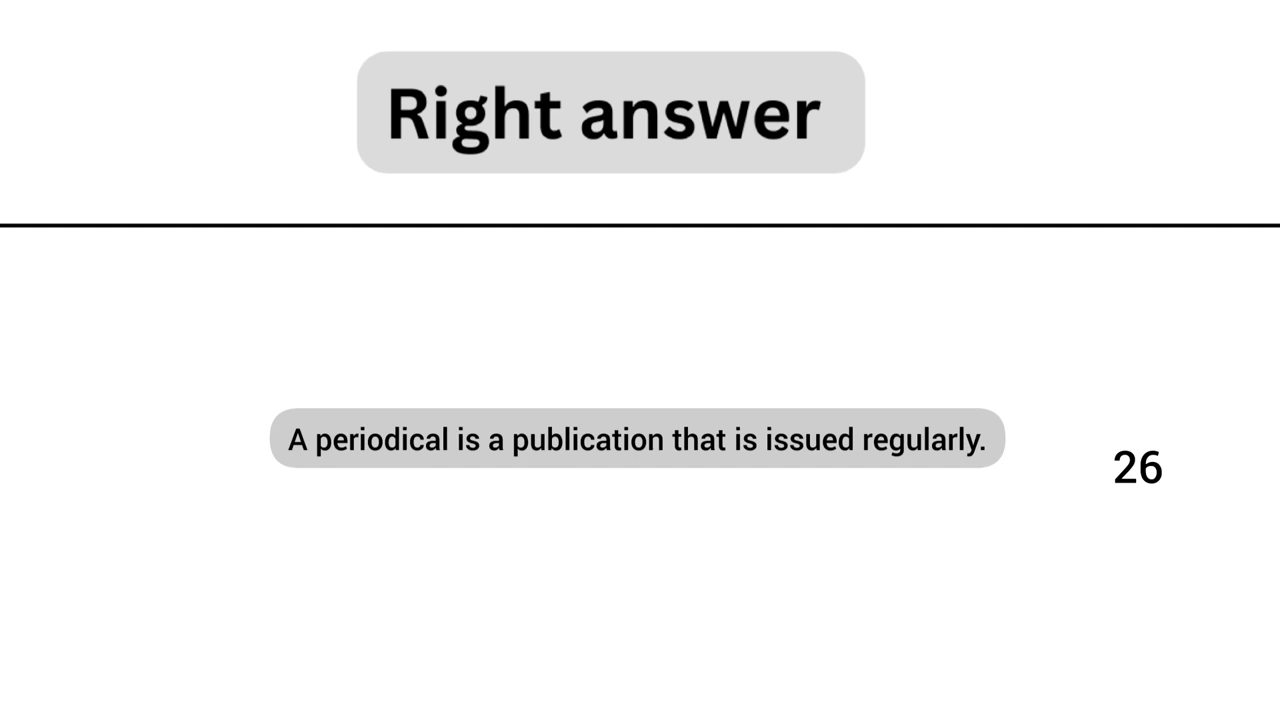 Right answer
A periodical is a publication that is issued regularly.
26